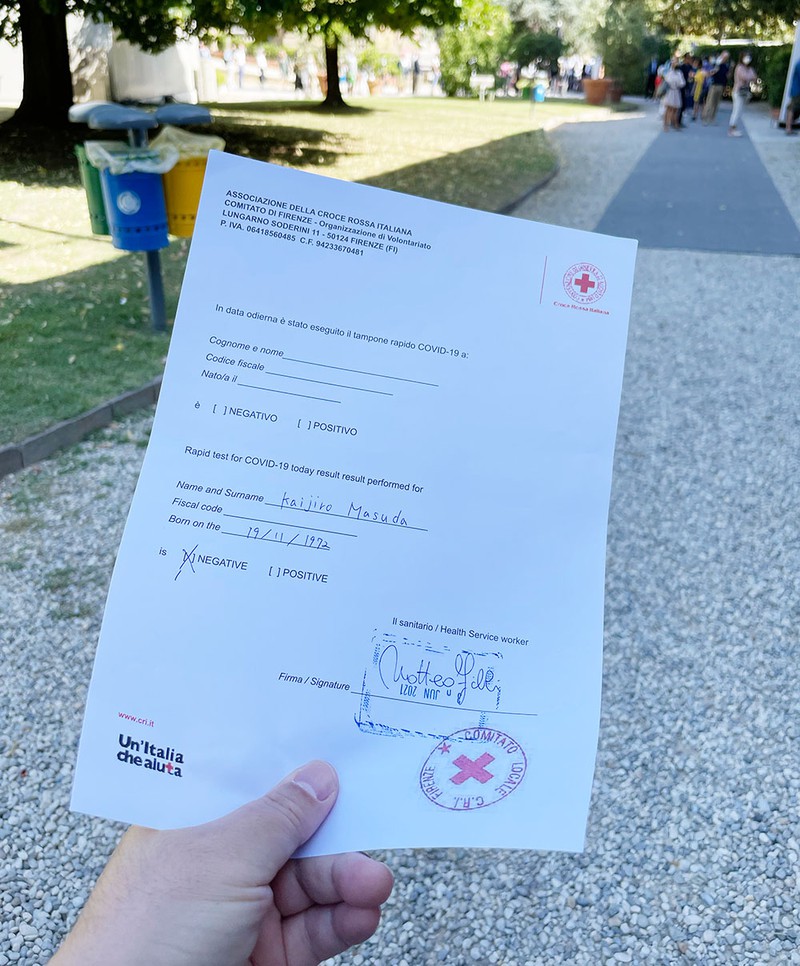 ASSOCIAZIONE DELLA CROCE ROSSA ITALIANA
COMITATO DI FIRENZE - Organizzazione di Volontariato
LUNGARNO SODERINI 11 - 50124 FIRENZE (FI)
P. IVA. 06418560485 C.F. 94233670481
Croce Rossa Italiana
In data odierna è stato eseguito il tampone rapido COVID-19 a:
Cognome e nome
Codice fiscale
Nato/a il
è [ ] NEGATIVO [ ] POSITIVO
Rapid test for COVID-19 today result result performed for
Name and Surname Kaijiro Masuda
Fiscal code
Born on the 19/11/1972
is [X] NEGATIVE [ ] POSITIVE
Il sanitario / Health Service worker
Firma / Signature Matteo
JUN 2021
www.cri.it
Un'Italia
che aiuta
COMITATO LOCALE
C.R.I. FIRENZE